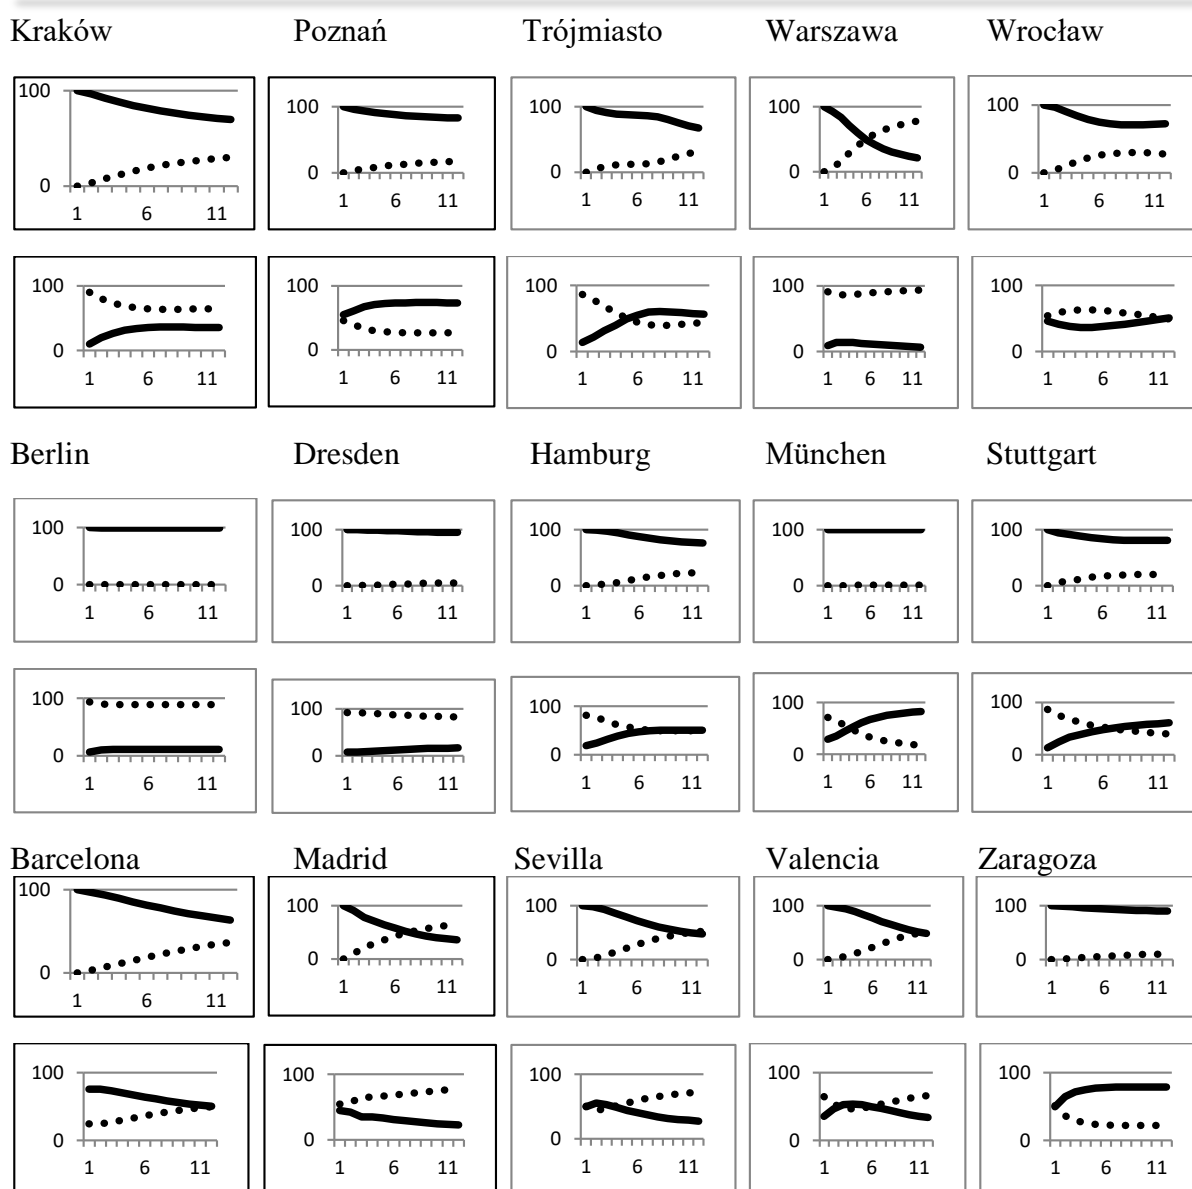 Kraków Poznań Trójmiasto Warszawa Wrocław
100 100 100 100 100
0 0 0 0 0
1 6 11 1 6 11 1 6 11 1 6 11 1 6 11
100 100 100 100 100
0 0 0 0 0
1 6 11 1 6 11 1 6 11 1 6 11 1 6 11
Berlin Dresden Hamburg München Stuttgart
100 100 100 100 100
0 0 0 0 0
1 6 11 1 6 11 1 6 11 1 6 11 1 6 11
100 100 100 100 100
0 0 0 0 0
1 6 11 1 6 11 1 6 11 1 6 11 1 6 11
Barcelona Madrid Sevilla Valencia Zaragoza
100 100 100 100 100
0 0 0 0 0
1 6 11 1 6 11 1 6 11 1 6 11 1 6 11
100 100 100 100 100
0 0 0 0 0
1 6 11 1 6 11 1 6 11 1 6 11 1 6 11